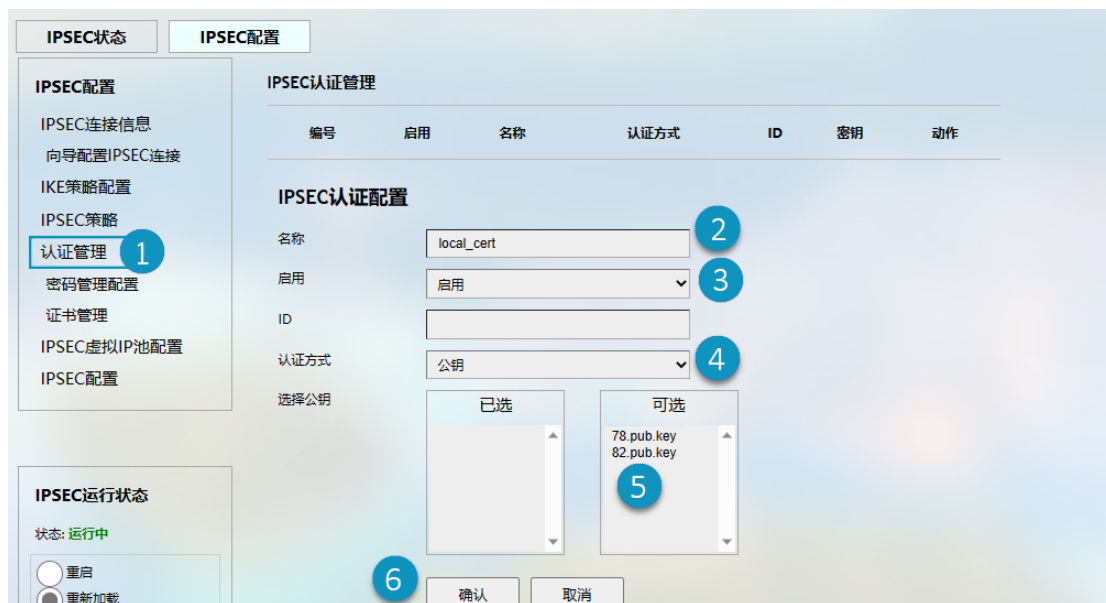 IPSEC状态 IPSEC配置
IPSEC配置
IPSEC连接信息
向导配置IPSEC连接
IKE策略配置
IPSEC策略
认证管理 1
密码管理配置
证书管理
IPSEC虚拟IP池配置
IPSEC配置
IPSEC运行状态
状态: 运行中
重启
重新加载
IPSEC认证管理
编号 启用 名称 认证方式 ID 密钥 动作
IPSEC认证配置
名称 local_cert 2
启用 启用 3
ID
认证方式 公钥 4
选择公钥 已选 可选
78.pub.key
82.pub.key
5
6 确认 取消